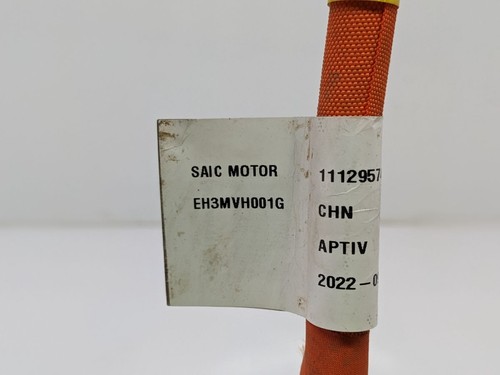 SAIC MOTOR
EH3MVH001G
1112957
CHN
APTIV
2022-0